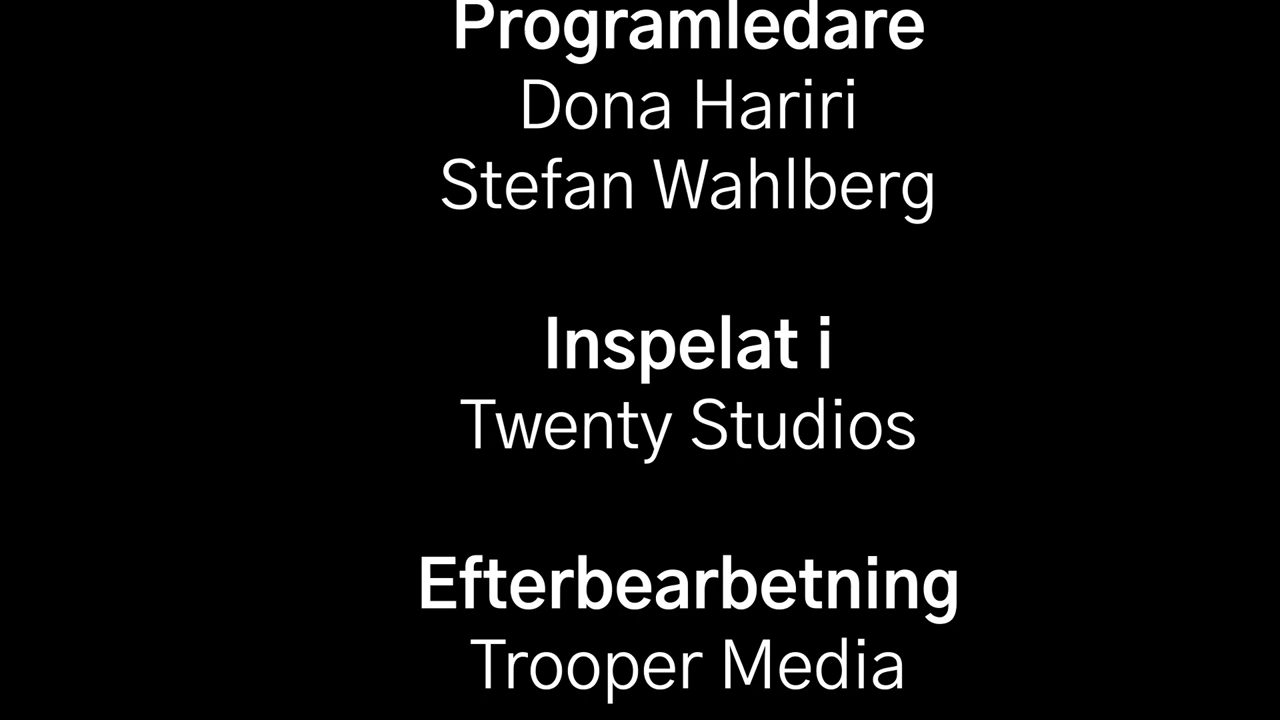 Programledare
Dona Hariri
Stefan Wahlberg
Inspelat i
Twenty Studios
Efterbearbetning
Trooper Media